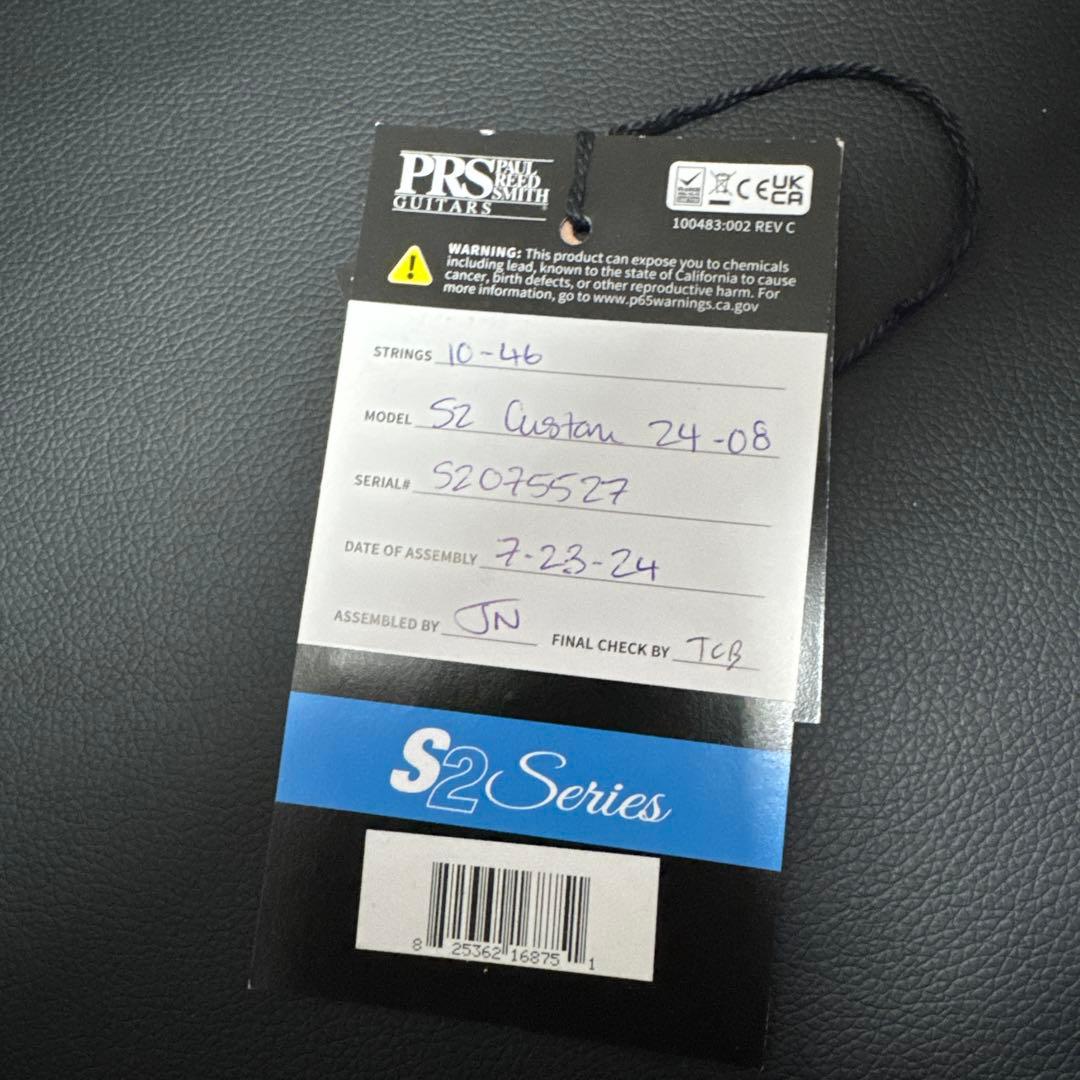 PRS PAUL REED SMITH
GUITARS
CE UKCA
100483:002 REV C
WARNING: This product can expose you to chemicals
including lead, known to the state of California to cause
cancer, birth defects, or other reproductive harm. For
more information, go to www.p65warnings.ca.gov
STRINGS 10-46
MODEL S2 Custom 24-08
SERIAL# S2075527
DATE OF ASSEMBLY 7-23-24
ASSEMBLED BY JN FINAL CHECK BY TCB
S2 Series
8 25362 16875 1